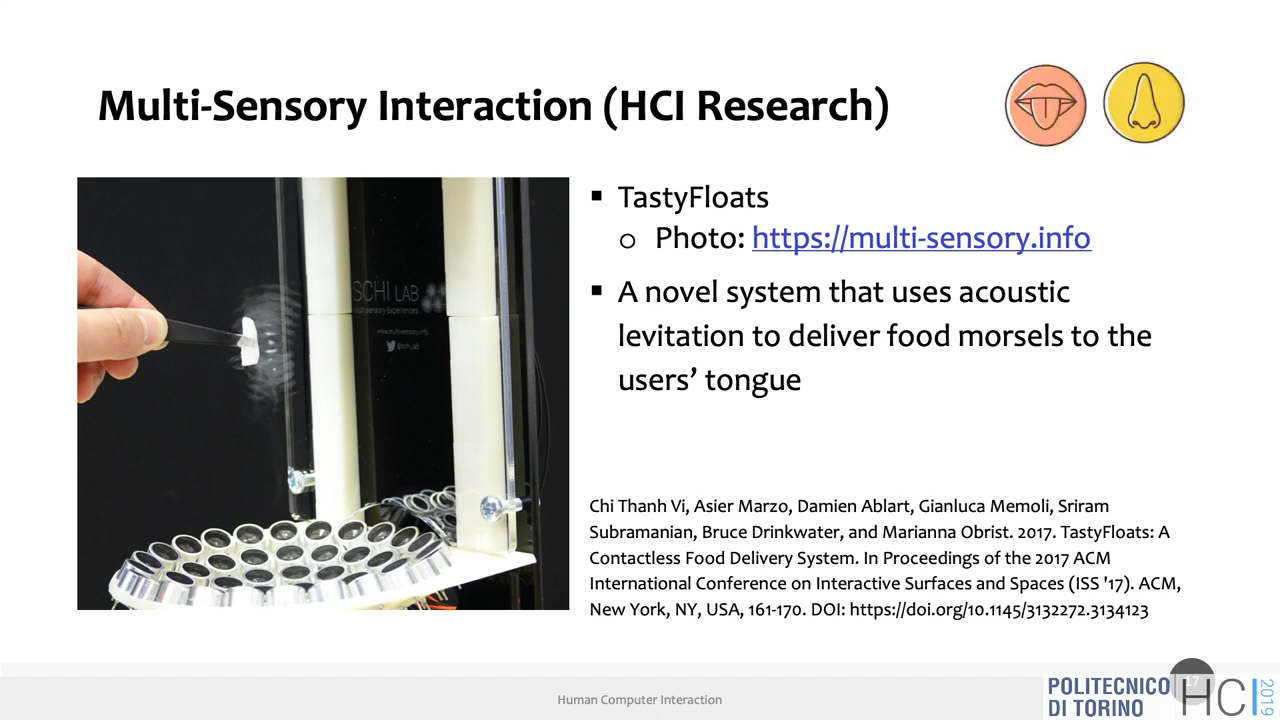 Multi-Sensory Interaction (HCI Research)
▪ TastyFloats
o Photo: https://multi-sensory.info
▪ A novel system that uses acoustic
levitation to deliver food morsels to the
users’ tongue
SCHI LAB
Multisensory Experiences
www.multi-sensory.info
@schi_lab
Chi Thanh Vi, Asier Marzo, Damien Ablart, Gianluca Memoli, Sriram
Subramanian, Bruce Drinkwater, and Marianna Obrist. 2017. TastyFloats: A
Contactless Food Delivery System. In Proceedings of the 2017 ACM
International Conference on Interactive Surfaces and Spaces (ISS '17). ACM,
New York, NY, USA, 161-170. DOI: https://doi.org/10.1145/3132272.3134123
Human Computer Interaction
POLITECNICO
DI TORINO
17
HCI
2019